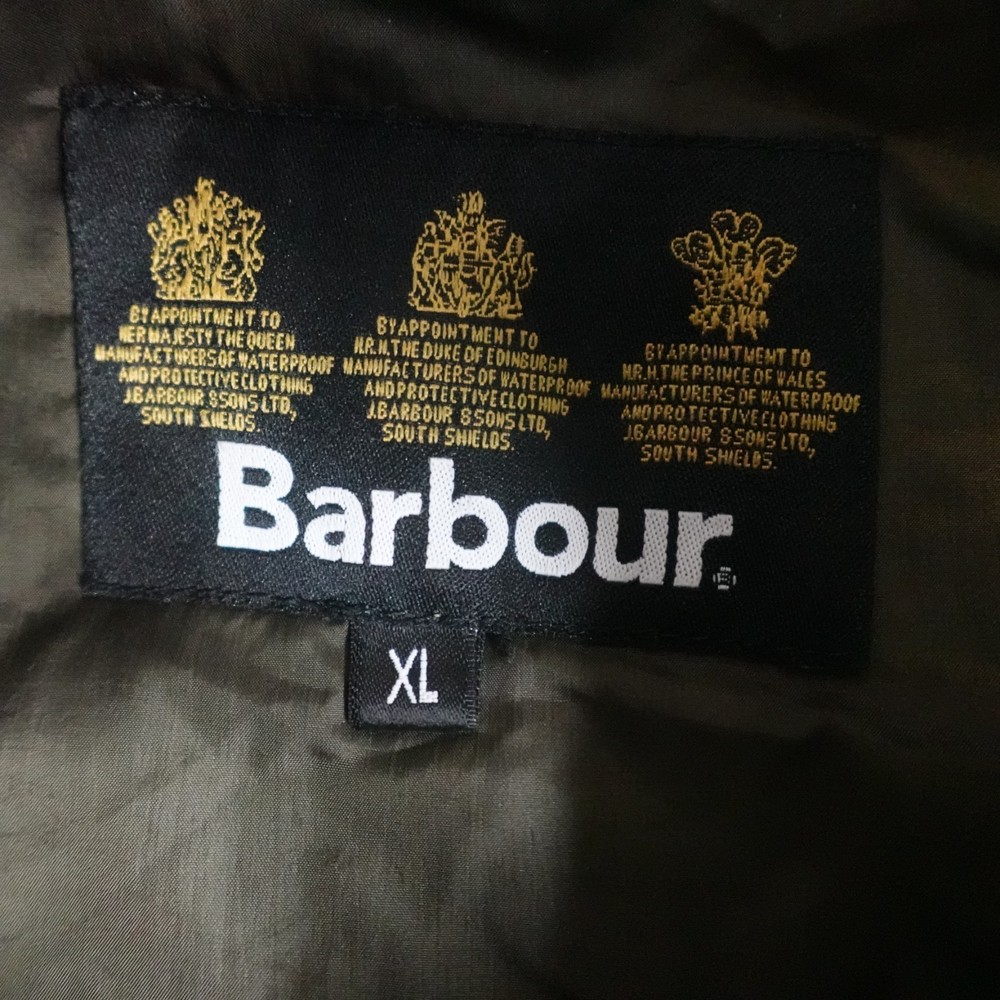 BY APPOINTMENT TO
HER MAJESTY THE QUEEN
MANUFACTURERS OF WATERPROOF
AND PROTECTIVE CLOTHING
J.BARBOUR & SONS LTD,
SOUTH SHIELDS.
BY APPOINTMENT TO
H.R.H. THE DUKE OF EDINBURGH
MANUFACTURERS OF WATERPROOF
AND PROTECTIVE CLOTHING
J.BARBOUR & SONS LTD,
SOUTH SHIELDS.
BY APPOINTMENT TO
H.R.H. THE PRINCE OF WALES
MANUFACTURERS OF WATERPROOF
AND PROTECTIVE CLOTHING
J.BARBOUR & SONS LTD,
SOUTH SHIELDS.
Barbour
XL